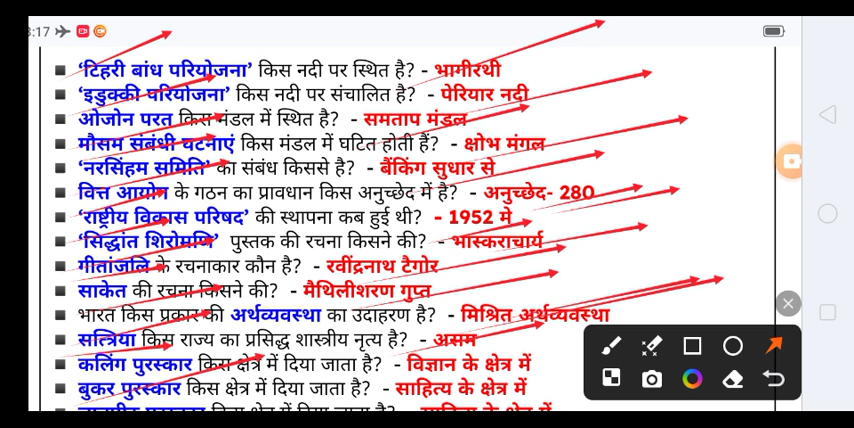 3:17
▪ 'टिहरी बांध परियोजना' किस नदी पर स्थित है? - भागीरथी
▪ 'इडुक्की परियोजना' किस नदी पर संचालित है? - पेरियार नदी
▪ ओजोन परत किस मंडल में स्थित है? - समताप मंडल
▪ मौसम संबंधी घटनाएं किस मंडल में घटित होती हैं? - क्षोभ मंगल
▪ 'नरसिंहम समिति' का संबंध किससे है? - बैंकिंग सुधार से
▪ वित्त आयोग के गठन का प्रावधान किस अनुच्छेद में है? - अनुच्छेद- 280
▪ 'राष्ट्रीय विकास परिषद' की स्थापना कब हुई थी? - 1952 मे
▪ 'सिद्धांत शिरोमणि' पुस्तक की रचना किसने की? - भास्कराचार्य
▪ गीतांजलि के रचनाकार कौन है? - रवींद्रनाथ टैगोर
▪ साकेत की रचना किसने की? - मैथिलीशरण गुप्त
▪ भारत किस प्रकार की अर्थव्यवस्था का उदाहरण है? - मिश्रित अर्थव्यवस्था
▪ सत्त्रिया किस राज्य का प्रसिद्ध शास्त्रीय नृत्य है? - असम
▪ कलिंग पुरस्कार किस क्षेत्र में दिया जाता है? - विज्ञान के क्षेत्र में
▪ बुकर पुरस्कार किस क्षेत्र में दिया जाता है? - साहित्य के क्षेत्र में